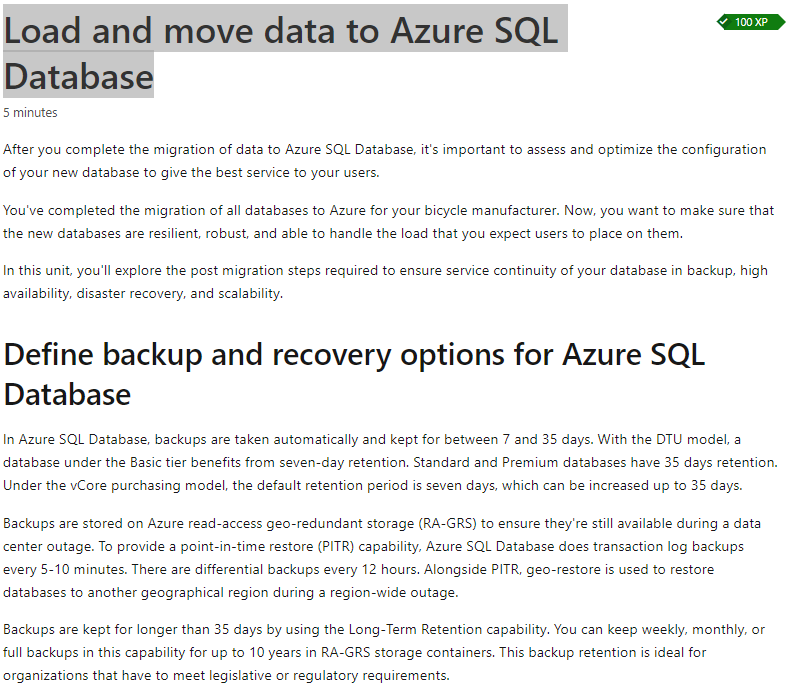 Load and move data to Azure SQL
Database
100 XP
5 minutes
After you complete the migration of data to Azure SQL Database, it's important to assess and optimize the configuration
of your new database to give the best service to your users.
You've completed the migration of all databases to Azure for your bicycle manufacturer. Now, you want to make sure that
the new databases are resilient, robust, and able to handle the load that you expect users to place on them.
In this unit, you'll explore the post migration steps required to ensure service continuity of your database in backup, high
availability, disaster recovery, and scalability.
Define backup and recovery options for Azure SQL
Database
In Azure SQL Database, backups are taken automatically and kept for between 7 and 35 days. With the DTU model, a
database under the Basic tier benefits from seven-day retention. Standard and Premium databases have 35 days retention.
Under the vCore purchasing model, the default retention period is seven days, which can be increased up to 35 days.
Backups are stored on Azure read-access geo-redundant storage (RA-GRS) to ensure they're still available during a data
center outage. To provide a point-in-time restore (PITR) capability, Azure SQL Database does transaction log backups
every 5-10 minutes. There are differential backups every 12 hours. Alongside PITR, geo-restore is used to restore
databases to another geographical region during a region-wide outage.
Backups are kept for longer than 35 days by using the Long-Term Retention capability. You can keep weekly, monthly, or
full backups in this capability for up to 10 years in RA-GRS storage containers. This backup retention is ideal for
organizations that have to meet legislative or regulatory requirements.